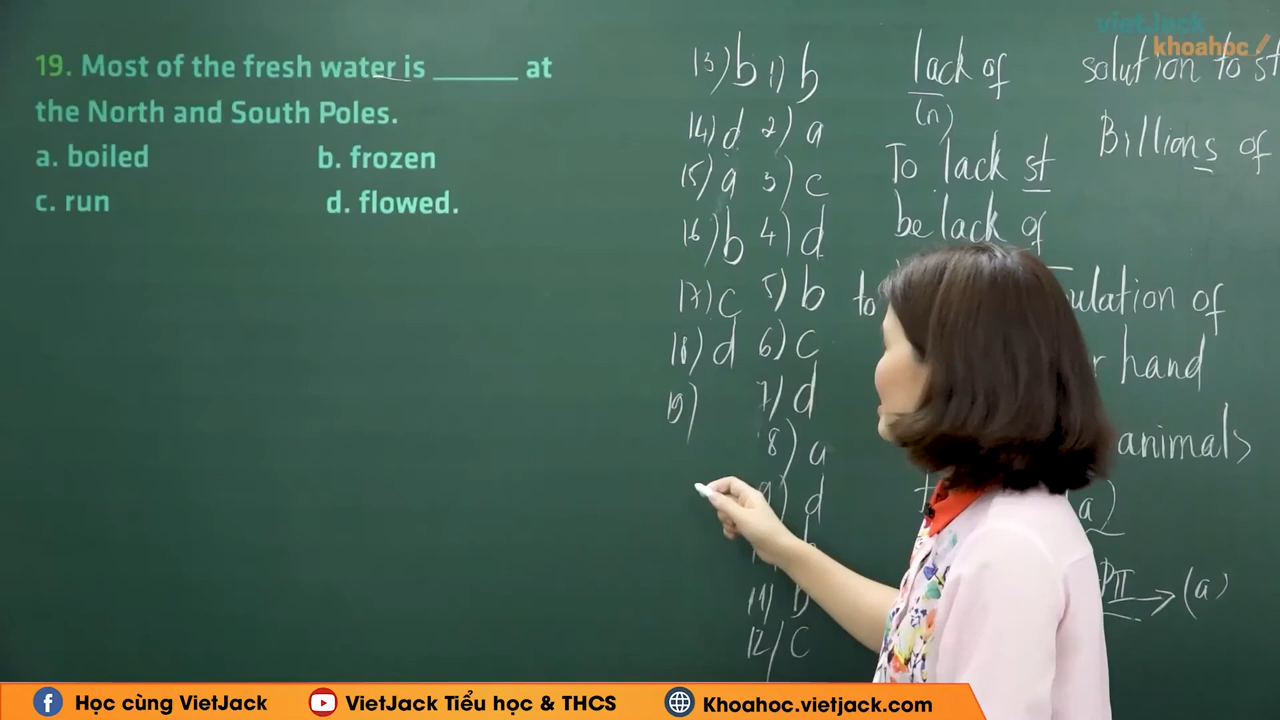 vietJack
khoahoc
19. Most of the fresh water is ______ at
the North and South Poles.
a. boiled b. frozen
c. run d. flowed.
13) b 1) b
14) d 2) a
15) a 3) c
16) b 4) d
17) c 5) b
18) d 6) c
19) 7) d
8) a
9) d
11) b
12) c
lack of
(n)
To lack st
be lack of
to
ulation of
hand
animals
a)
PII → (a)
solution to st
Billions of
Học cùng VietJack
VietJack Tiểu học & THCS
Khoahoc.vietjack.com